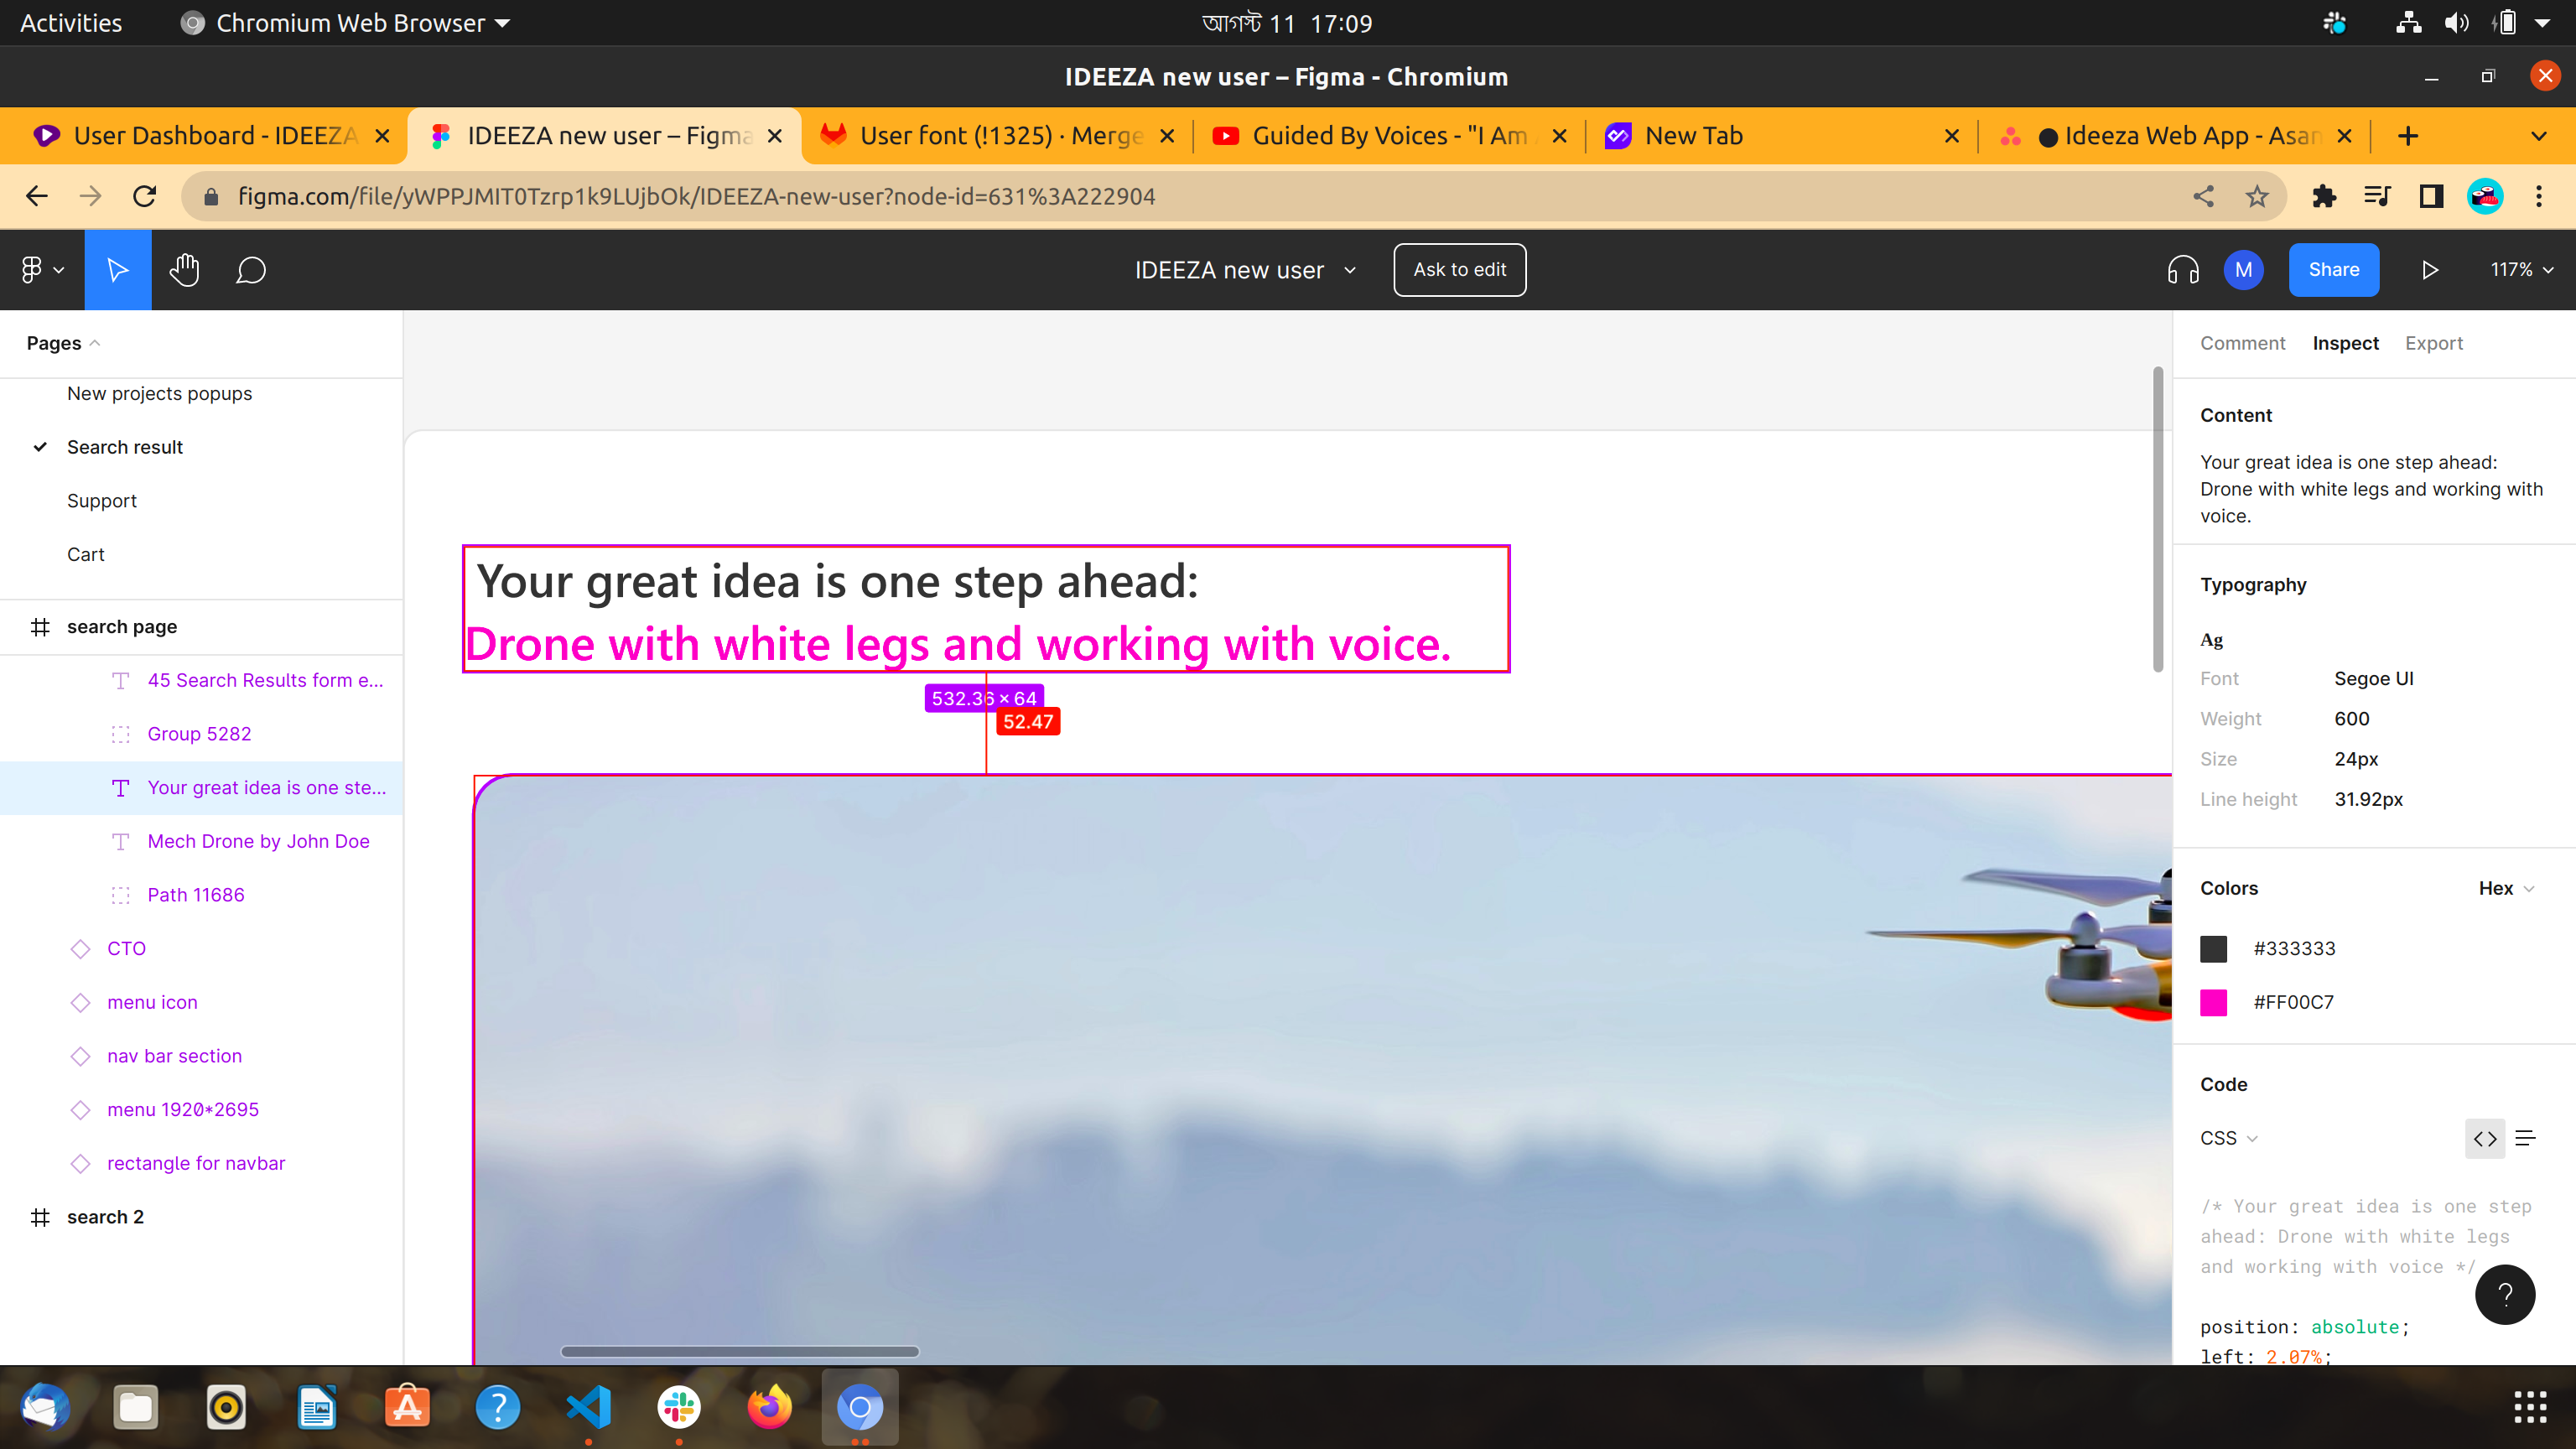 Activities
Chromium Web Browser
আগস্ট 11 17:09
IDEEZA new user – Figma - Chromium
User Dashboard - IDEEZA
IDEEZA new user – Figma
User font (!1325) · Merge
Guided By Voices - "I Am
New Tab
Ideeza Web App - Asan
figma.com/file/yWPPJMIT0Tzrp1k9LUjbOk/IDEEZA-new-user?node-id=631%3A222904
IDEEZA new user
Ask to edit
M
Share
117%
Pages
New projects popups
Search result
Support
Cart
search page
45 Search Results form e...
Group 5282
Your great idea is one ste...
Mech Drone by John Doe
Path 11686
CTO
menu icon
nav bar section
menu 1920*2695
rectangle for navbar
search 2
Your great idea is one step ahead:
Drone with white legs and working with voice.
532.36 × 64
52.47
Comment
Inspect
Export
Content
Your great idea is one step ahead:
Drone with white legs and working with
voice.
Typography
Ag
Font Segoe UI
Weight 600
Size 24px
Line height 31.92px
Colors
Hex
#333333
#FF00C7
Code
CSS
/* Your great idea is one step
ahead: Drone with white legs
and working with voice */
?
position: absolute;
left: 2.07%;